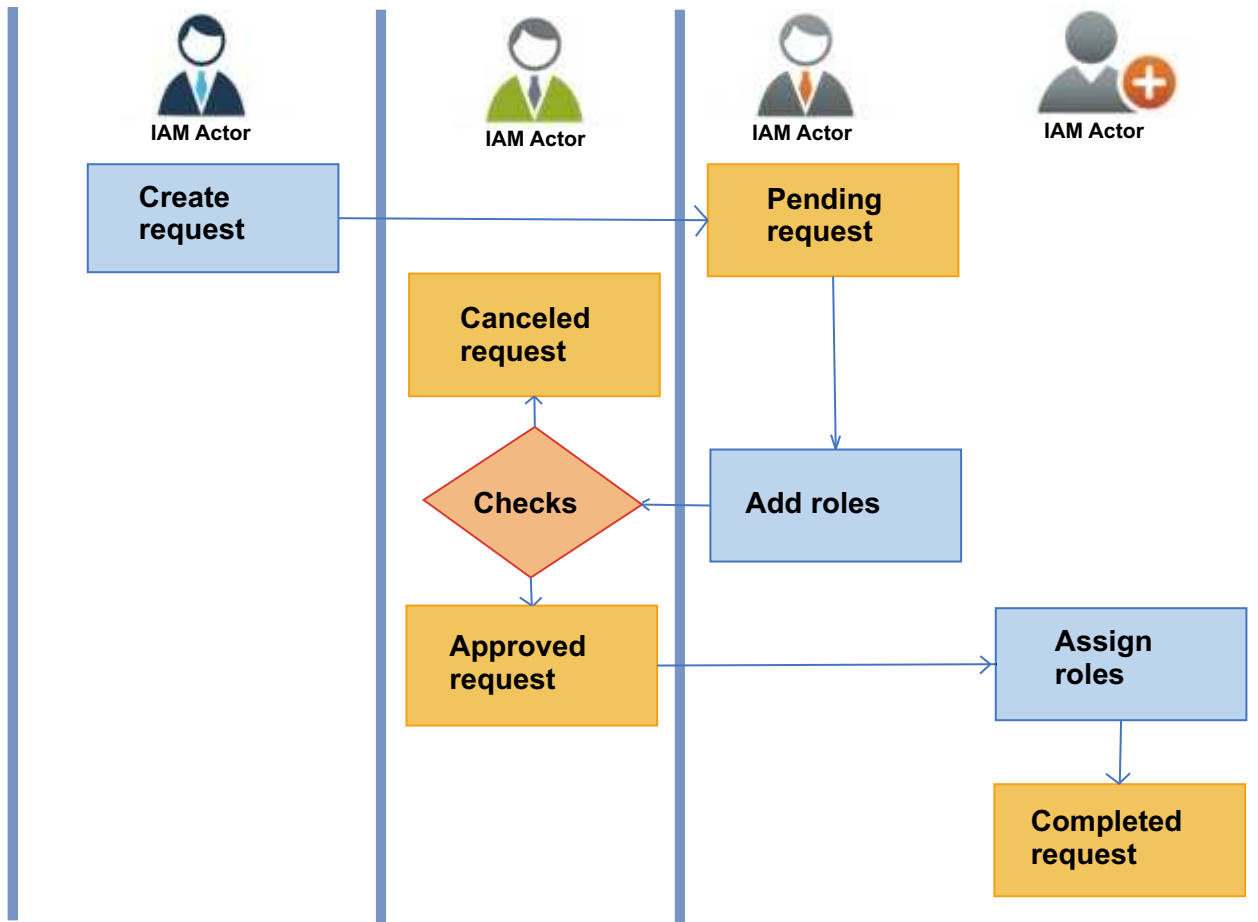 IAM Actor
IAM Actor
IAM Actor
IAM Actor
Create
request
Pending
request
Canceled
request
Checks
Add roles
Approved
request
Assign
roles
Completed
request